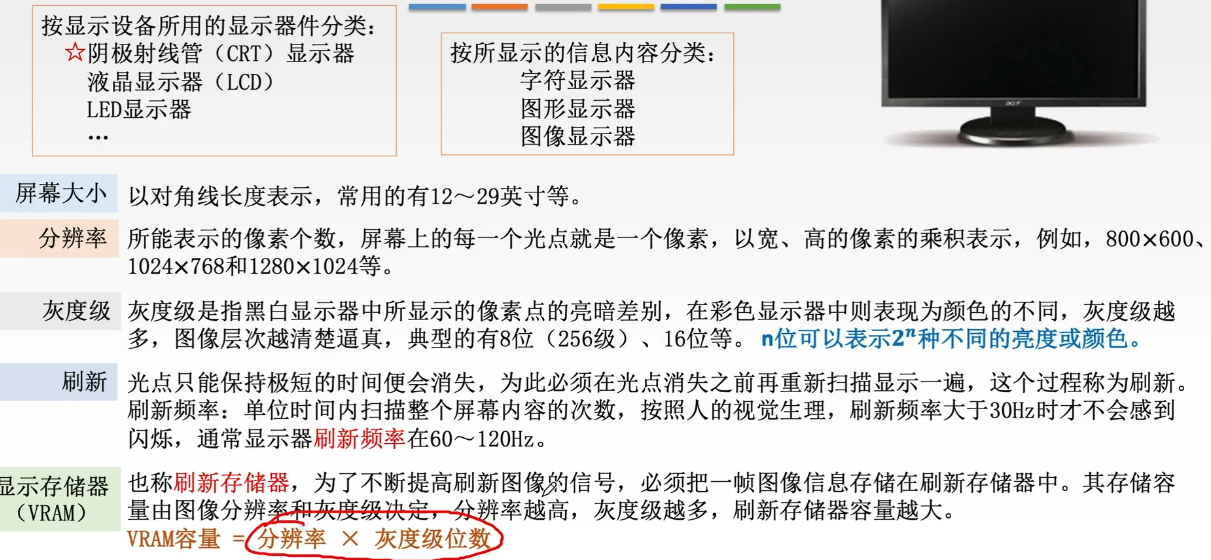 按显示设备所用的显示器件分类：
☆阴极射线管（CRT）显示器
液晶显示器（LCD）
LED显示器
…
按所显示的信息内容分类：
字符显示器
图形显示器
图像显示器
acer
屏幕大小
以对角线长度表示，常用的有12～29英寸等。
分辨率
所能表示的像素个数，屏幕上的每一个光点就是一个像素，以宽、高的像素的乘积表示，例如，800×600、
1024×768和1280×1024等。
灰度级
灰度级是指黑白显示器中所显示的像素点的亮暗差别，在彩色显示器中则表现为颜色的不同，灰度级越
多，图像层次越清楚逼真，典型的有8位（256级）、16位等。 n位可以表示2ⁿ种不同的亮度或颜色。
刷新
光点只能保持极短的时间便会消失，为此必须在光点消失之前再重新扫描显示一遍，这个过程称为刷新。
刷新频率：单位时间内扫描整个屏幕内容的次数，按照人的视觉生理，刷新频率大于30Hz时才不会感到
闪烁，通常显示器刷新频率在60～120Hz。
显示存储器
（VRAM）
也称刷新存储器，为了不断提高刷新图像的信号，必须把一帧图像信息存储在刷新存储器中。其存储容
量由图像分辨率和灰度级决定，分辨率越高，灰度级越多，刷新存储器容量越大。
VRAM容量 = 分辨率 × 灰度级位数